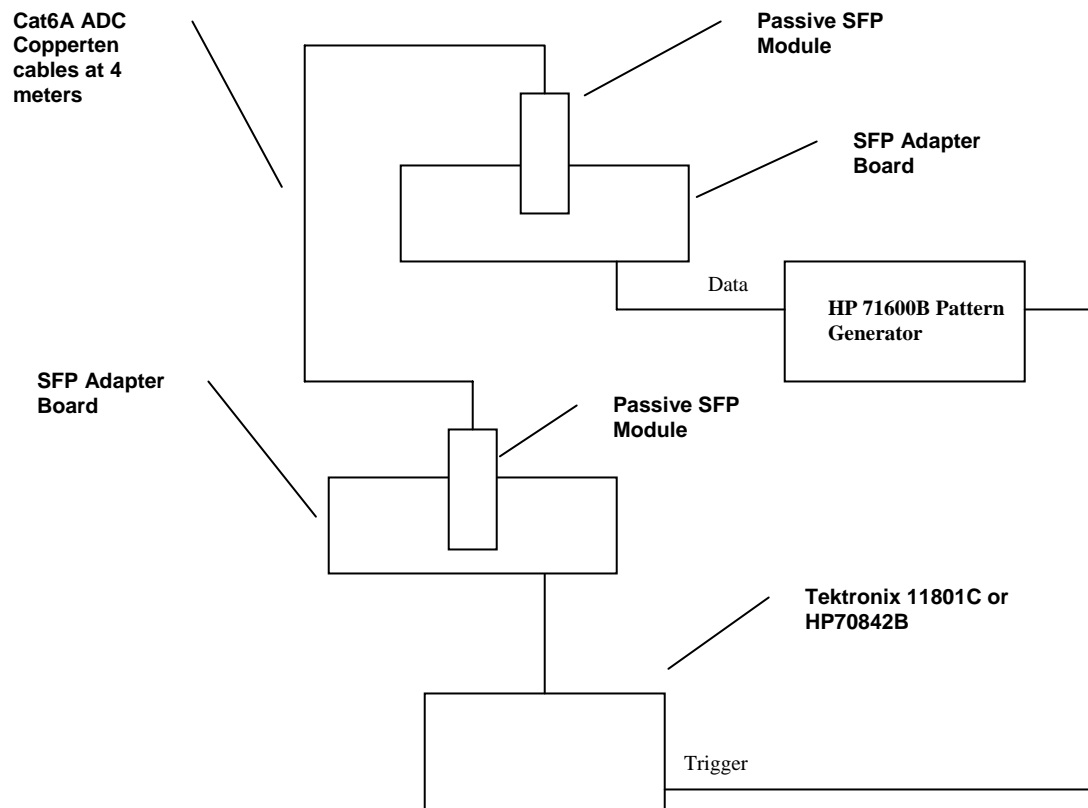 Cat6A ADC
Copperten
cables at 4
meters
Passive SFP
Module
SFP Adapter
Board
Data
HP 71600B Pattern
Generator
SFP Adapter
Board
Passive SFP
Module
Tektronix 11801C or
HP70842B
Trigger